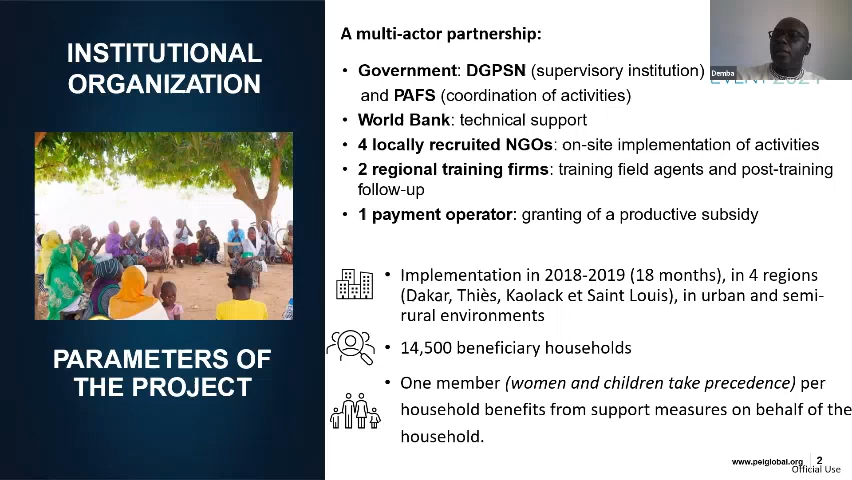 INSTITUTIONAL
ORGANIZATION
PARAMETERS OF
THE PROJECT
A multi-actor partnership:
• Government: DGPSN (supervisory institution)
and PAFS (coordination of activities)
• World Bank: technical support
• 4 locally recruited NGOs: on-site implementation of activities
• 2 regional training firms: training field agents and post-training
follow-up
• 1 payment operator: granting of a productive subsidy
• Implementation in 2018-2019 (18 months), in 4 regions
(Dakar, Thiès, Kaolack et Saint Louis), in urban and semi-
rural environments
• 14,500 beneficiary households
• One member (women and children take precedence) per
household benefits from support measures on behalf of the
household.
Demba
www.peiglobal.org 2
Official Use